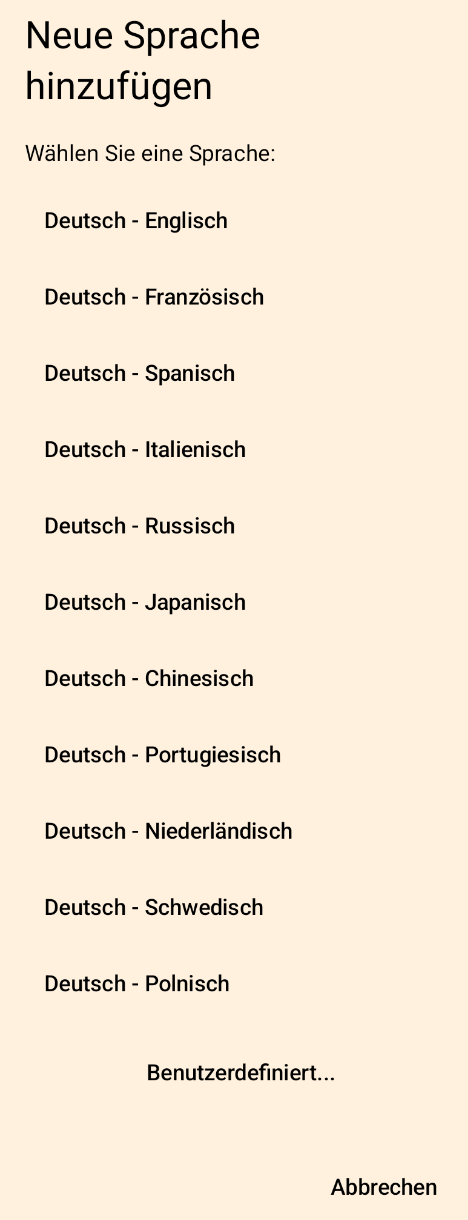 Neue Sprache
hinzufügen
Wählen Sie eine Sprache:
Deutsch - Englisch
Deutsch - Französisch
Deutsch - Spanisch
Deutsch - Italienisch
Deutsch - Russisch
Deutsch - Japanisch
Deutsch - Chinesisch
Deutsch - Portugiesisch
Deutsch - Niederländisch
Deutsch - Schwedisch
Deutsch - Polnisch
Benutzerdefiniert...
Abbrechen